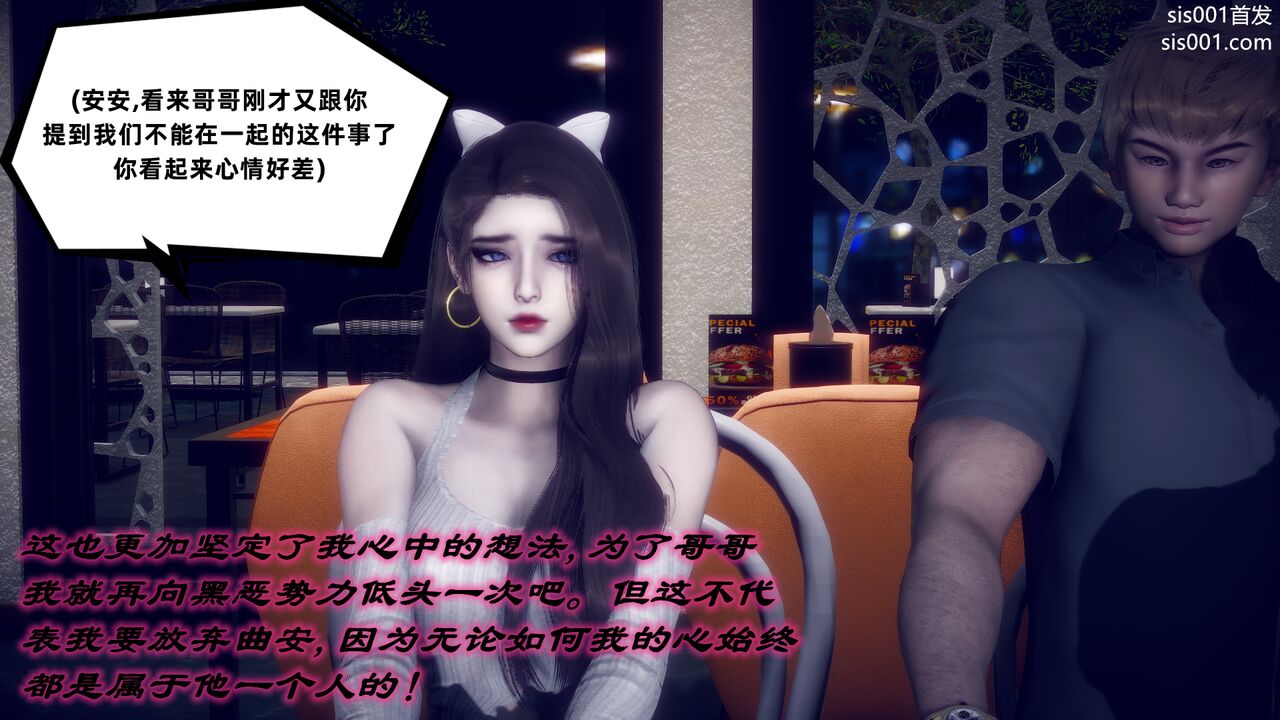 sis001首发
sis001.com
(安安,看来哥哥刚才又跟你
提到我们不能在一起的这件事了
你看起来心情好差)
PECIAL
FFER
PECIAL
FFER
50%
这也更加坚定了我心中的想法,为了哥哥
我就再向黑恶势力低头一次吧。但这不代
表我要放弃曲安,因为无论如何我的心始终
都是属于他一个人的!